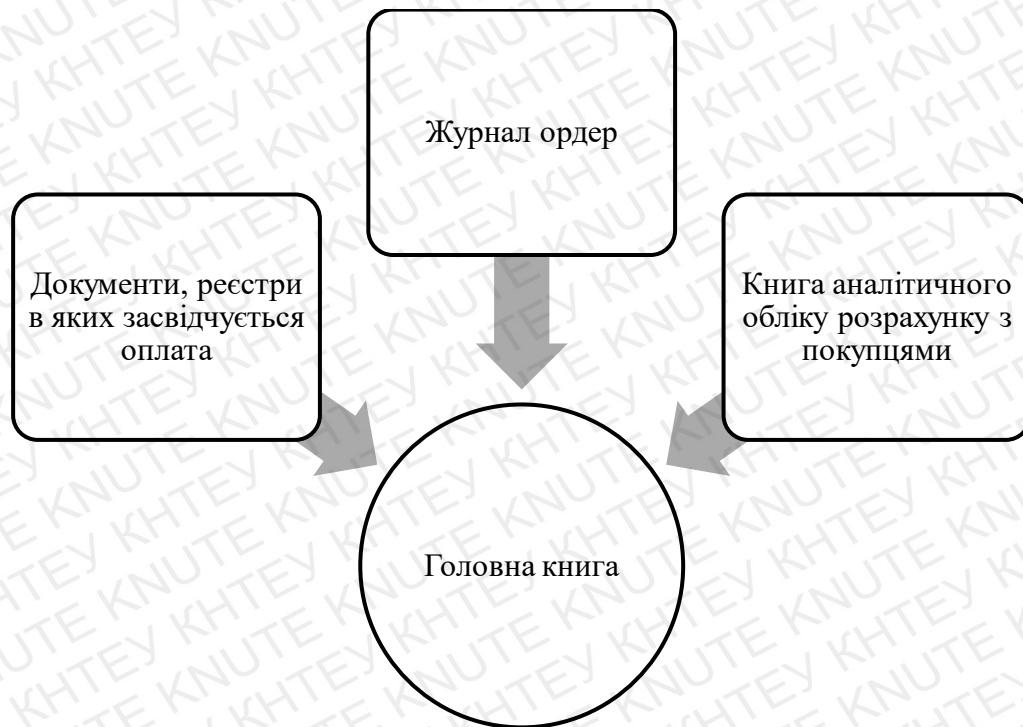 Журнал ордер
Документи, реєстри
в яких засвідчується
оплата
Книга аналітичного
обліку розрахунку з
покупцями
Головна книга